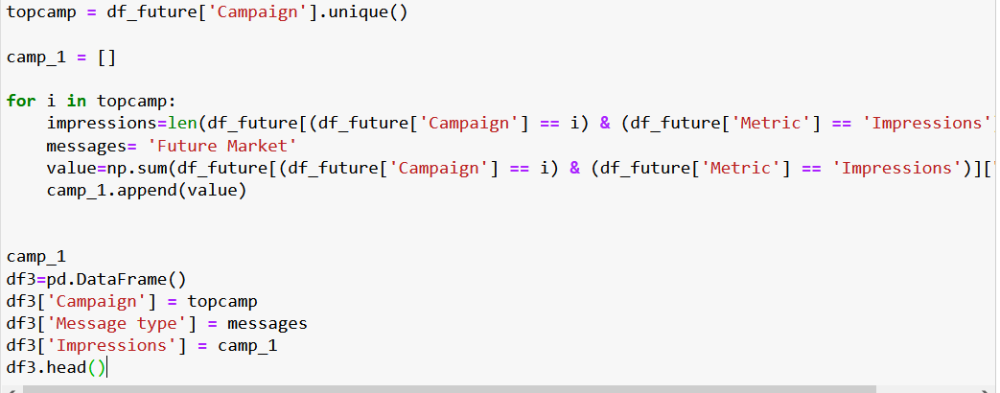 topcamp = df_future['Campaign'].unique()
camp_1 = []
for i in topcamp:
impressions=len(df_future[(df_future['Campaign'] == i) & (df_future['Metric'] == 'Impressions'
messages= 'Future Market'
value=np.sum(df_future[(df_future['Campaign'] == i) & (df_future['Metric'] == 'Impressions')]['
camp_1.append(value)
camp_1
df3=pd.DataFrame()
df3['Campaign'] = topcamp
df3['Message type'] = messages
df3['Impressions'] = camp_1
df3.head()